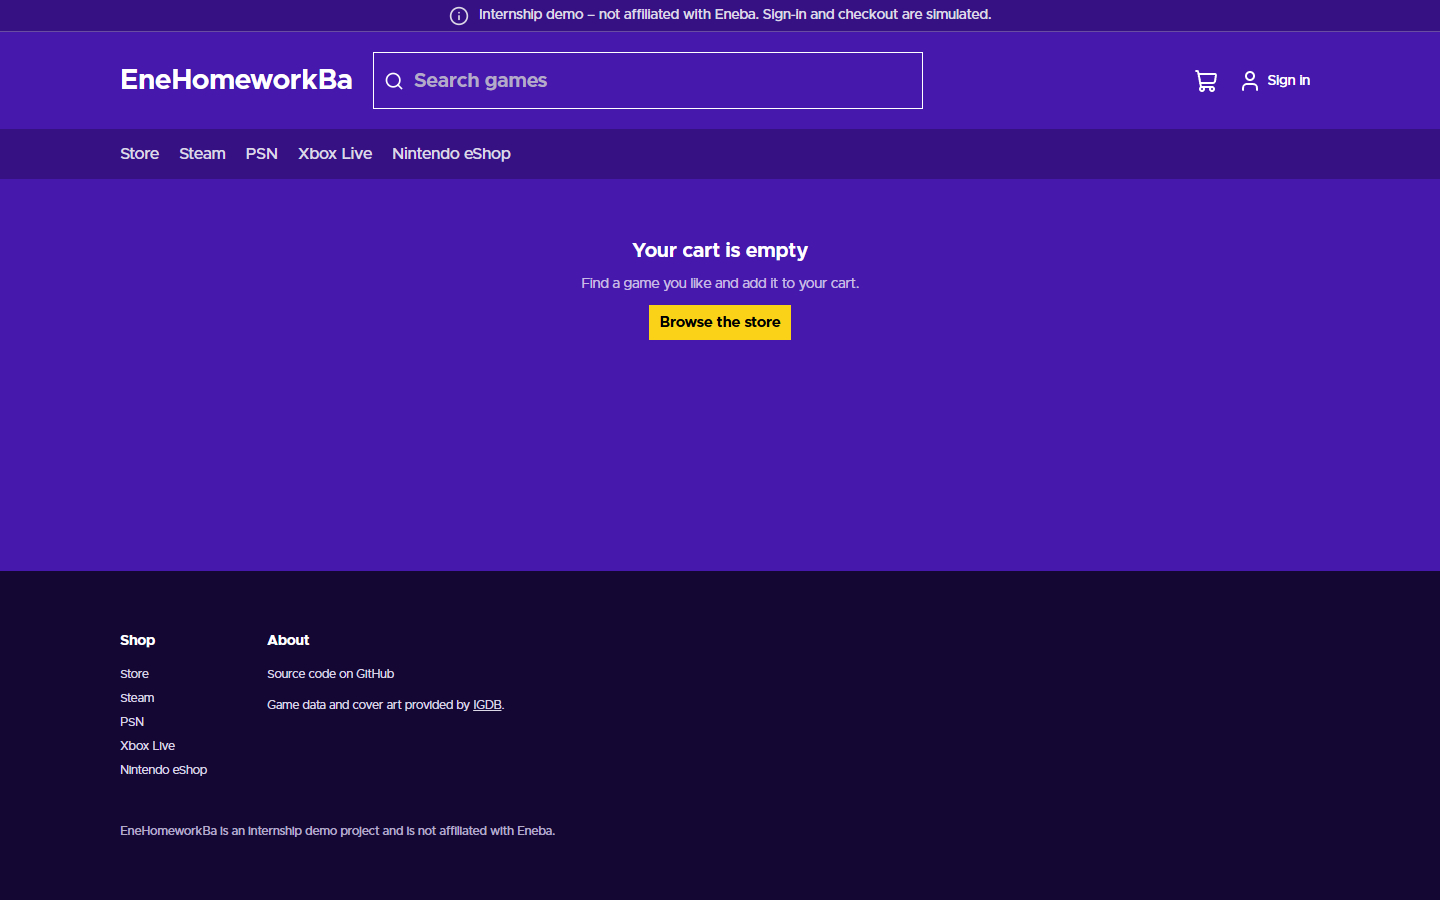 Internship demo – not affiliated with Eneba. Sign-in and checkout are simulated.
EneHomeworkBa
Search games
Sign in
Store
Steam
PSN
Xbox Live
Nintendo eShop
Your cart is empty
Find a game you like and add it to your cart.
Browse the store
Shop
Store
Steam
PSN
Xbox Live
Nintendo eShop
About
Source code on GitHub
Game data and cover art provided by IGDB.
EneHomeworkBa is an internship demo project and is not affiliated with Eneba.